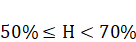 50% ≤ H < 70%